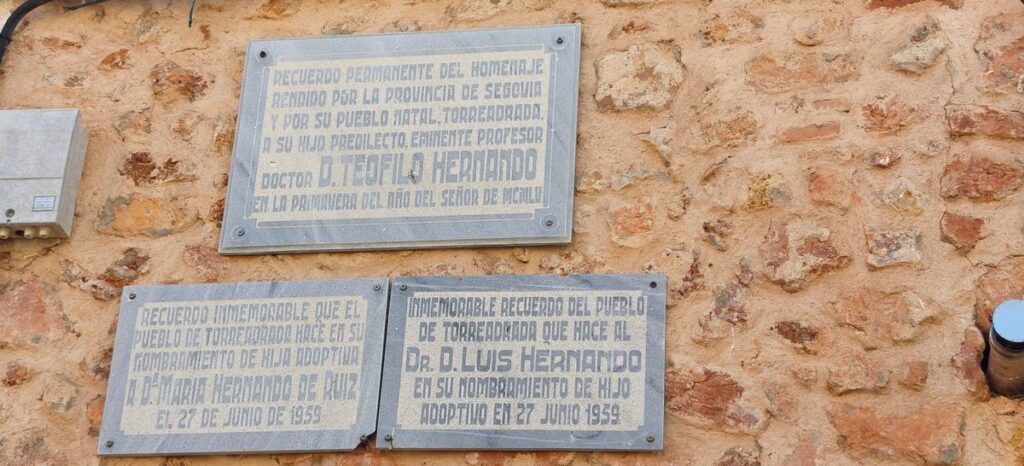 RECUERDO PERMANENTE DEL HOMENAJE
RENDIDO POR LA PROVINCIA DE SEGOVIA
Y POR SU PUEBLO NATAL, TORREADRADA.
A SU HIJO PREDILECTO, EMINENTE PROFESOR
DOCTOR D. TEOFILO HERNANDO
EN LA PRIMAVERA DEL AÑO DEL SEÑOR DE MCMLII.
RECUERDO INMEMORABLE QUE EL
PUEBLO DE TORREADRADA HACE EN SU
NOMBRAMIENTO DE HIJA ADOPTIVA
A Dª MARIA HERNANDO DE RUIZ
EL 27 DE JUNIO DE 1959
INMEMORABLE RECUERDO DEL PUEBLO
DE TORREADRADA QUE HACE AL
DR. D. LUIS HERNANDO
EN SU NOMBRAMIENTO DE HIJO
ADOPTIVO EN 27 JUNIO 1959